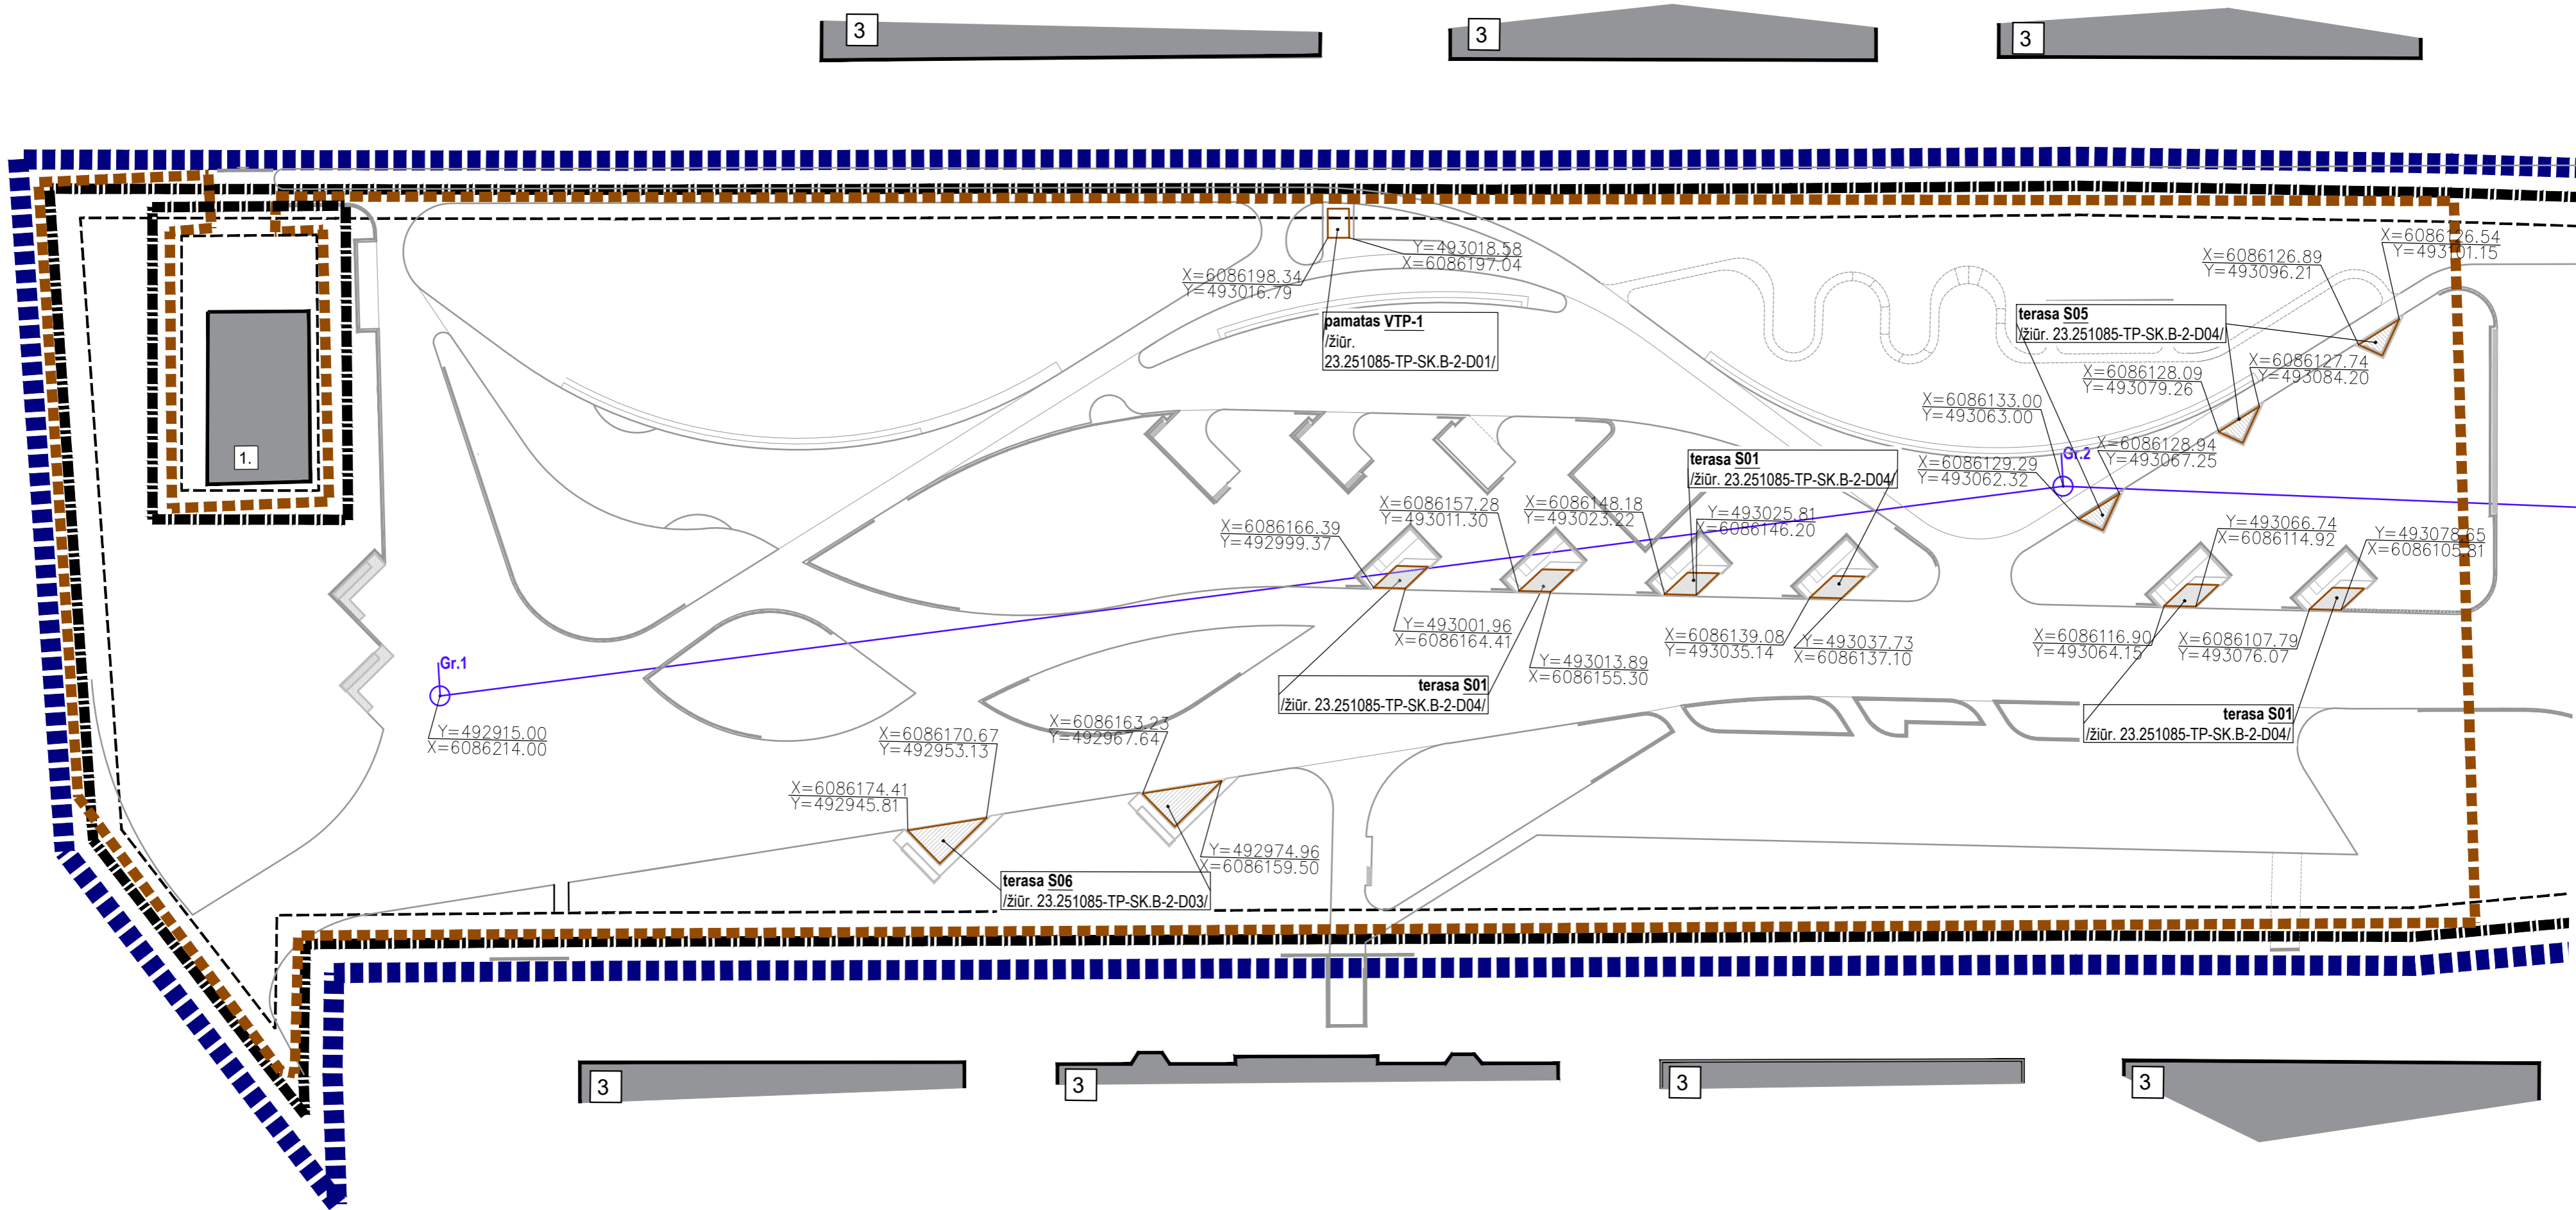 3
3
3
X=6086126.54
Y=493101.15
X=6086126.89
Y=493096.21
Y=493018.58
X=6086197.04
X=6086198.34
Y=493016.79
pamatas VTP-1
/žiūr.
23.251085-TP-SK.B-2-D01/
terasa S05
/žiūr. 23.251085-TP-SK.B-2-D04/
X=6086127.74
Y=493084.20
X=6086128.09
Y=493079.26
X=6086133.00
Y=493063.00
X=6086128.94
Y=493067.25
Gr.2
X=6086129.29
Y=493062.32
1.
terasa S01
/žiūr. 23.251085-TP-SK.B-2-D04/
X=6086157.28
Y=493011.30
X=6086148.18
Y=493023.22
Y=493025.81
X=6086146.20
X=6086166.39
Y=492999.37
Y=493066.74
X=6086114.92
Y=493078.65
X=6086105.81
Y=493001.96
X=6086164.41
Y=493013.89
X=6086155.30
X=6086139.08
Y=493035.14
Y=493037.73
X=6086137.10
X=6086116.90
Y=493064.15
X=6086107.79
Y=493076.07
Gr.1
terasa S01
/žiūr. 23.251085-TP-SK.B-2-D04/
terasa S01
/žiūr. 23.251085-TP-SK.B-2-D04/
Y=492915.00
X=6086214.00
X=6086170.67
Y=492953.13
X=6086163.23
Y=492967.64
X=6086174.41
Y=492945.81
Y=492974.96
X=6086159.50
terasa S06
/žiūr. 23.251085-TP-SK.B-2-D03/
3
3
3
3